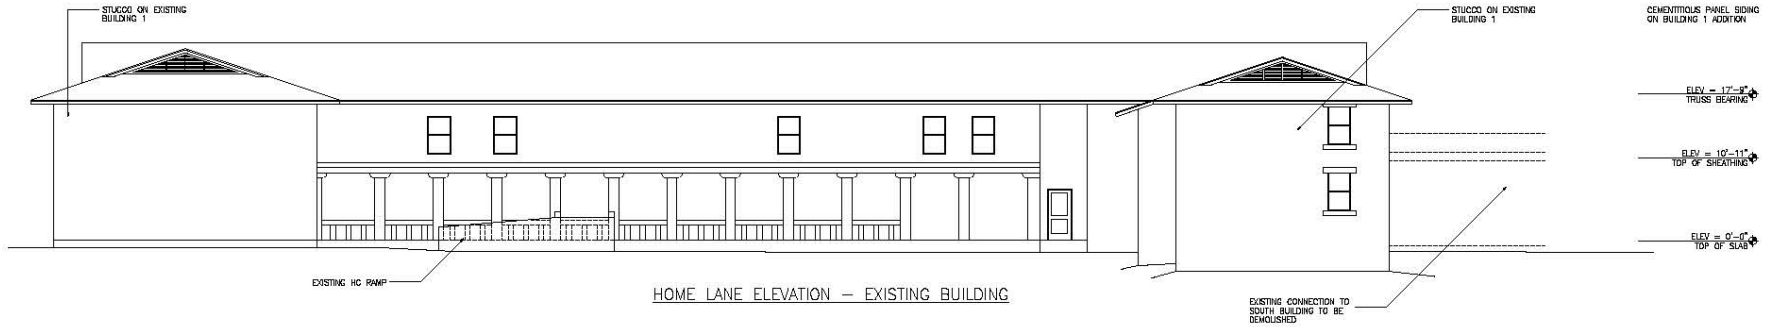 STUCCO ON EXISTING
BUILDING 1
STUCCO ON EXISTING
BUILDING 1
CEMENTITIOUS PANEL SIDING
ON BUILDING 1 ADDITION
ELEV = 17'-9"
TRUSS BEARING
ELEV = 10'-11"
TOP OF SHEATHING
ELEV = 0'-0"
TOP OF SLAB
EXISTING HC RAMP
HOME LANE ELEVATION - EXISTING BUILDING
EXISTING CONNECTION TO
SOUTH BUILDING TO BE
DEMOLISHED